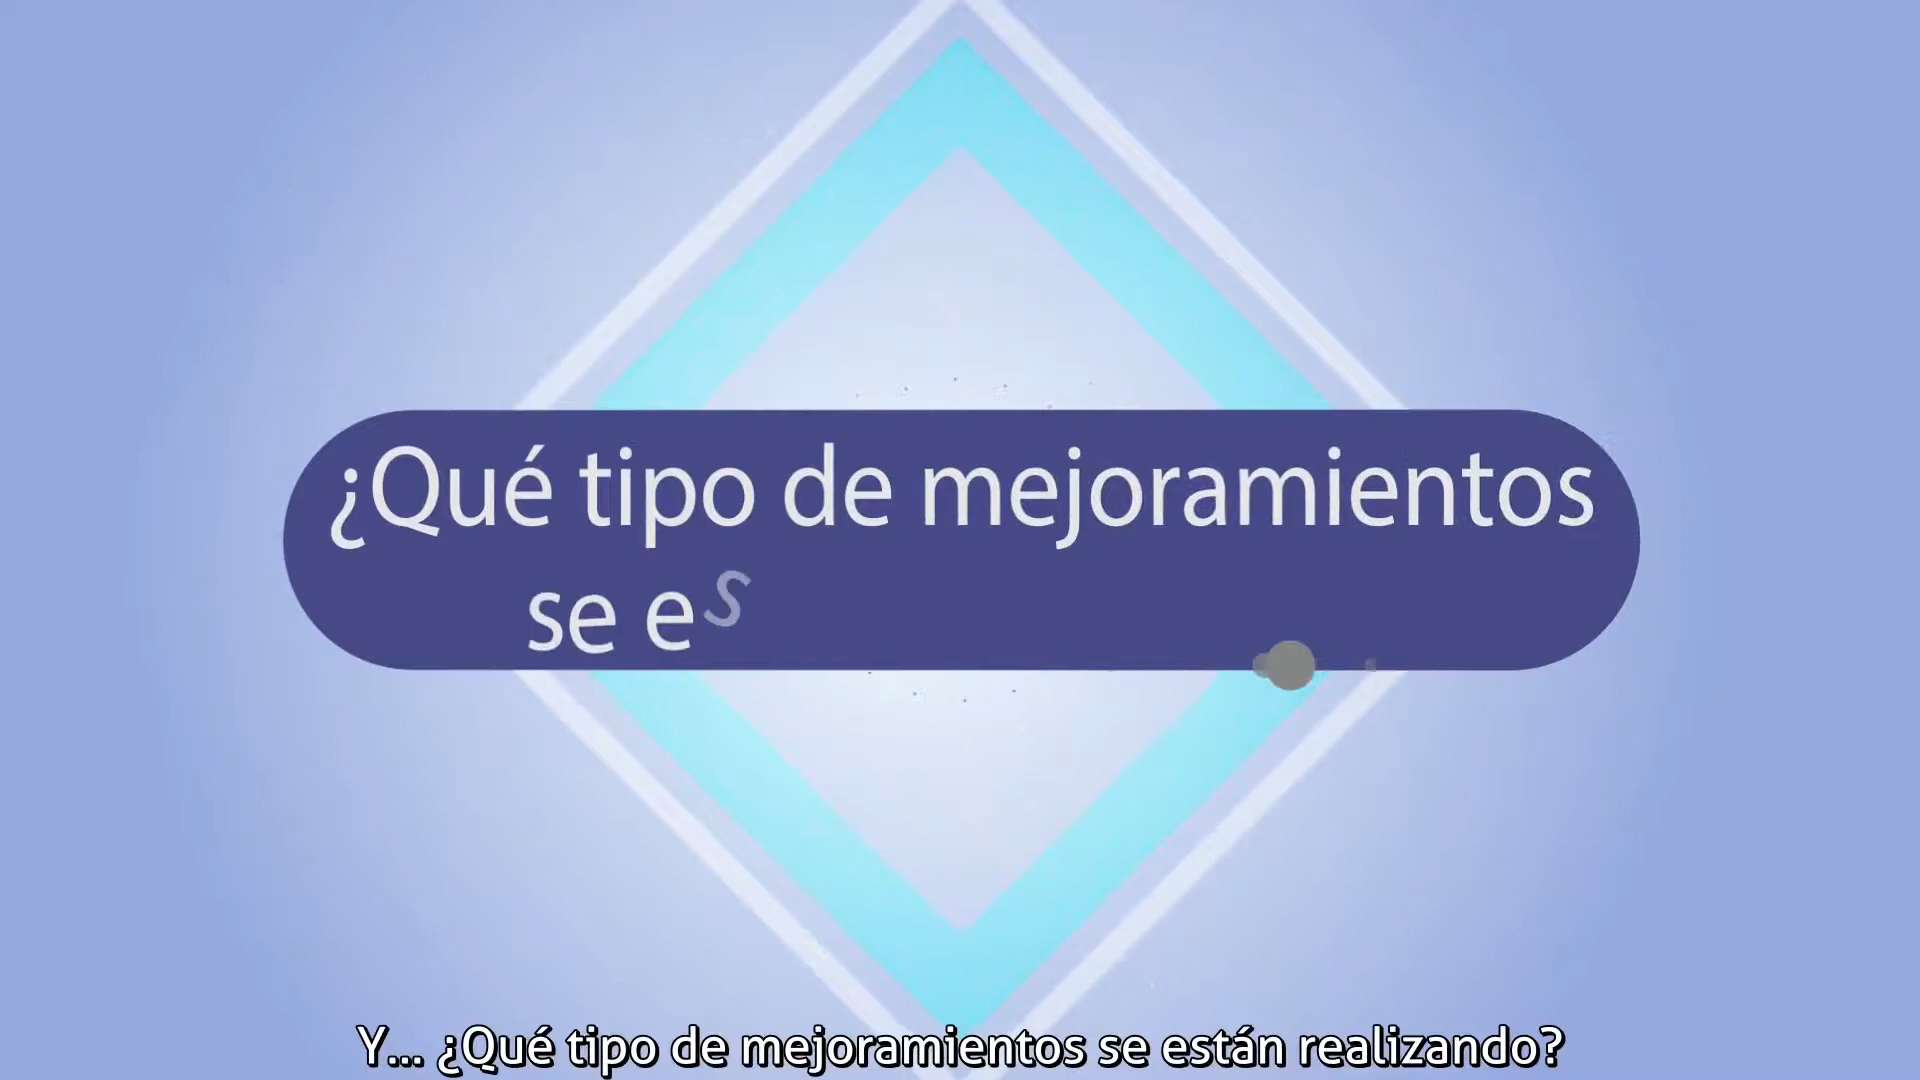 ¿Qué tipo de mejoramientos
se es
Y... ¿Qué tipo de mejoramientos se están realizando?